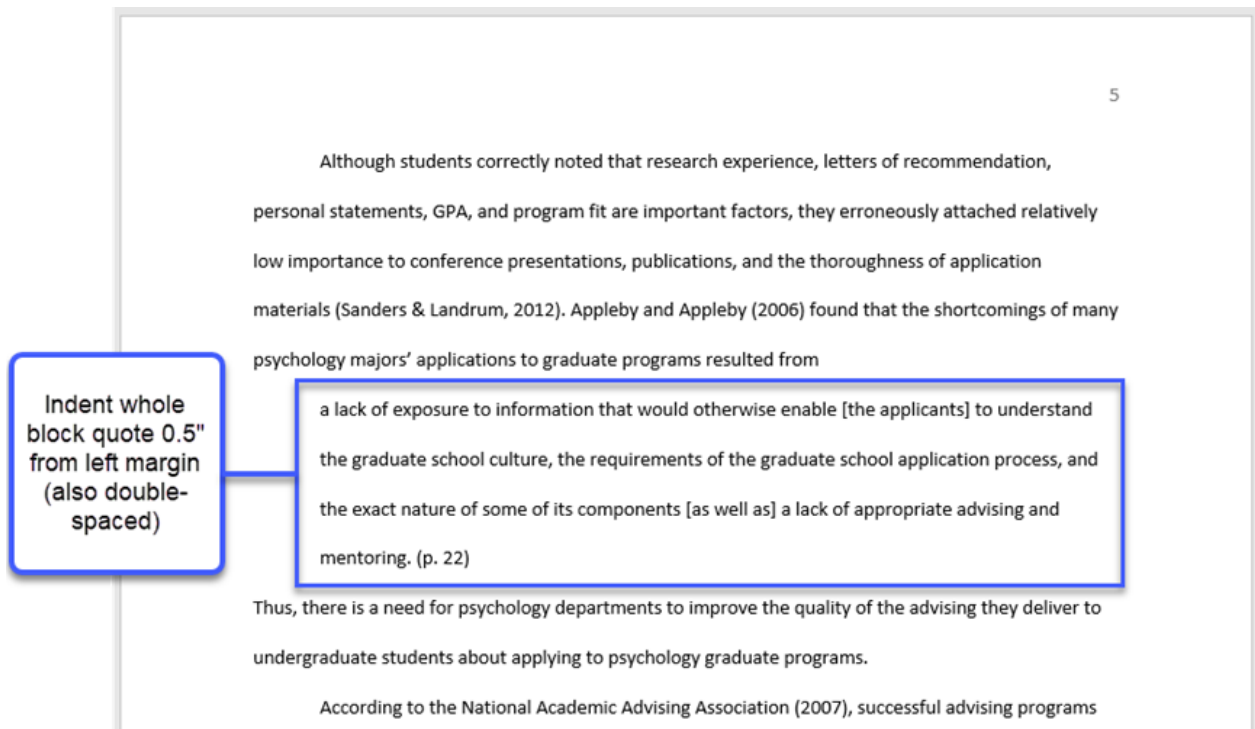 5
Although students correctly noted that research experience, letters of recommendation,
personal statements, GPA, and program fit are important factors, they erroneously attached relatively
low importance to conference presentations, publications, and the thoroughness of application
materials (Sanders & Landrum, 2012). Appleby and Appleby (2006) found that the shortcomings of many
psychology majors’ applications to graduate programs resulted from
Indent whole
block quote 0.5"
from left margin
(also double-
spaced)
a lack of exposure to information that would otherwise enable [the applicants] to understand
the graduate school culture, the requirements of the graduate school application process, and
the exact nature of some of its components [as well as] a lack of appropriate advising and
mentoring. (p. 22)
Thus, there is a need for psychology departments to improve the quality of the advising they deliver to
undergraduate students about applying to psychology graduate programs.
According to the National Academic Advising Association (2007), successful advising programs